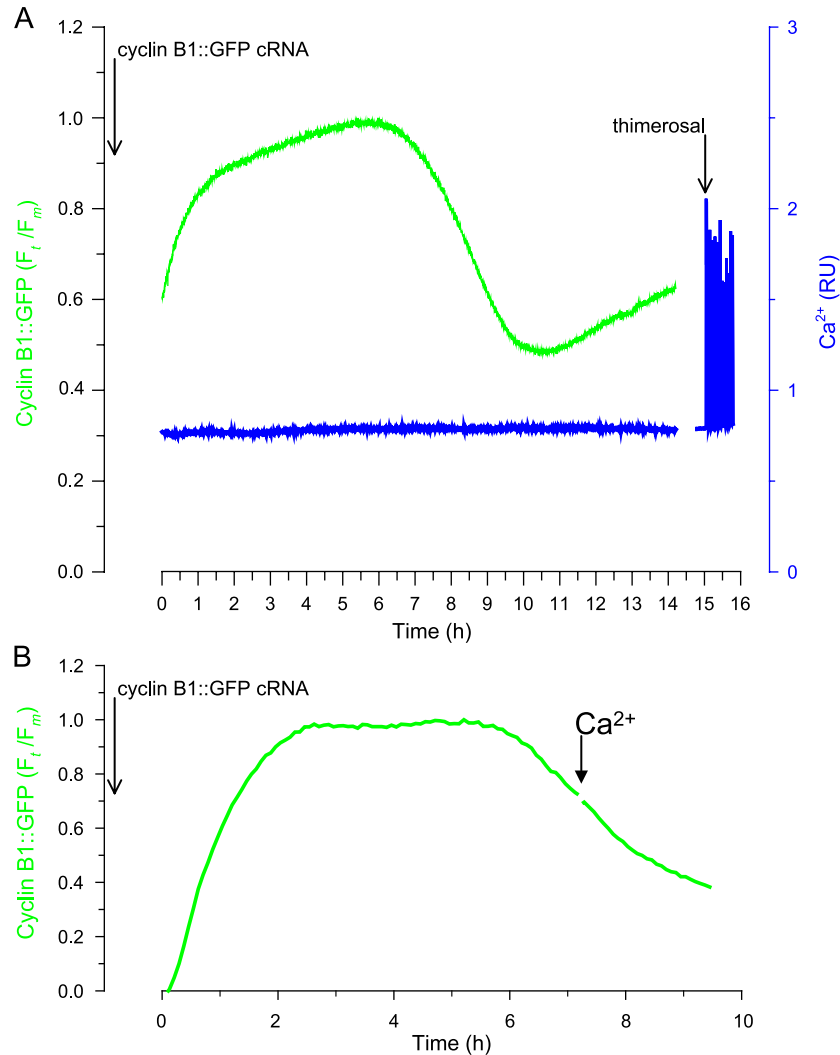 A
cyclin B1::GFP cRNA
thimerosal
Cyclin B1::GFP (Ft /Fm)
1.2
1.0
0.8
0.6
0.4
0.2
0.0
Ca2+ (RU)
3
2
1
0
0 1 2 3 4 5 6 7 8 9 10 11 12 13 14 15 16
Time (h)
B
cyclin B1::GFP cRNA
Ca2+
Cyclin B1::GFP (Ft /Fm)
1.2
1.0
0.8
0.6
0.4
0.2
0.0
0 2 4 6 8 10
Time (h)